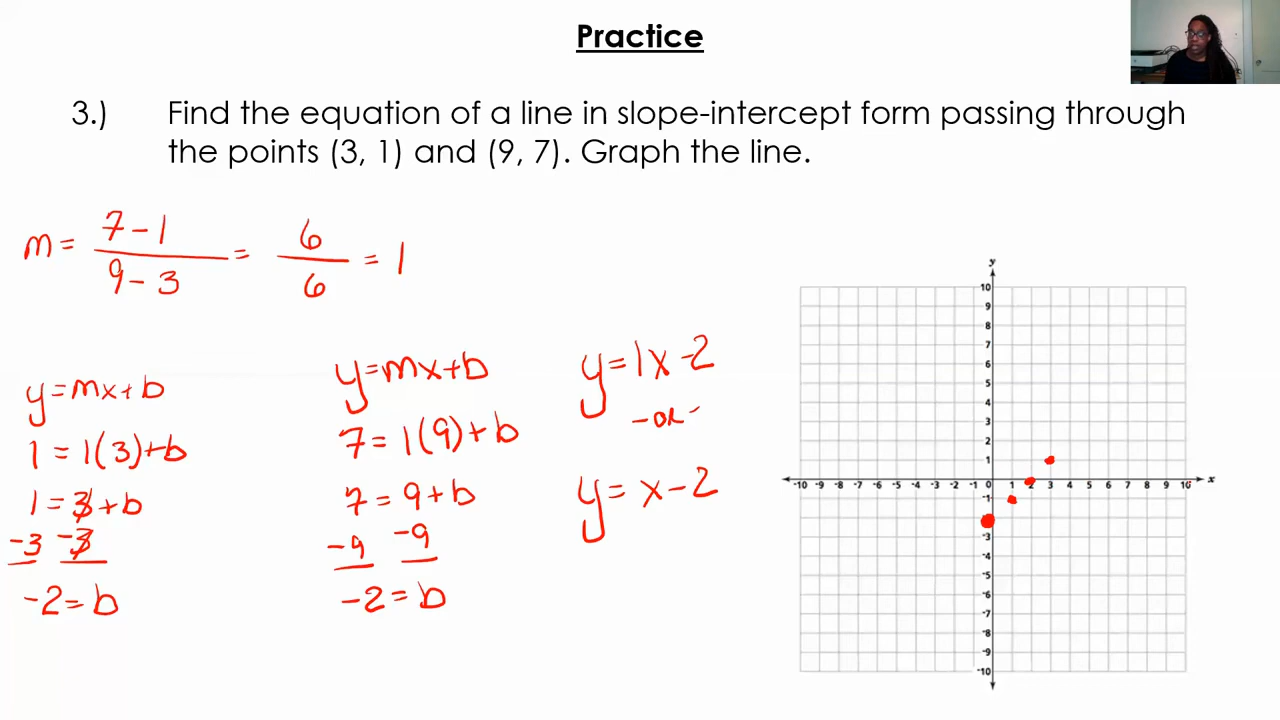 Practice
3.) Find the equation of a line in slope-intercept form passing through
the points (3, 1) and (9, 7). Graph the line.
m = 7 - 1 / 9 - 3 = 6 / 6 = 1
y = mx + b
1 = 1(3) + b
1 = 3 + b
-3 -3
-2 = b
y = mx + b
7 = 1(9) + b
7 = 9 + b
-9 -9
-2 = b
y = 1x - 2
- or -
y = x - 2
y
10
9
8
7
6
5
4
3
2
1
-10 -9 -8 -7 -6 -5 -4 -3 -2 -1 0 1 2 3 4 5 6 7 8 9 10 x
-1
-3
-4
-5
-6
-7
-8
-9
-10